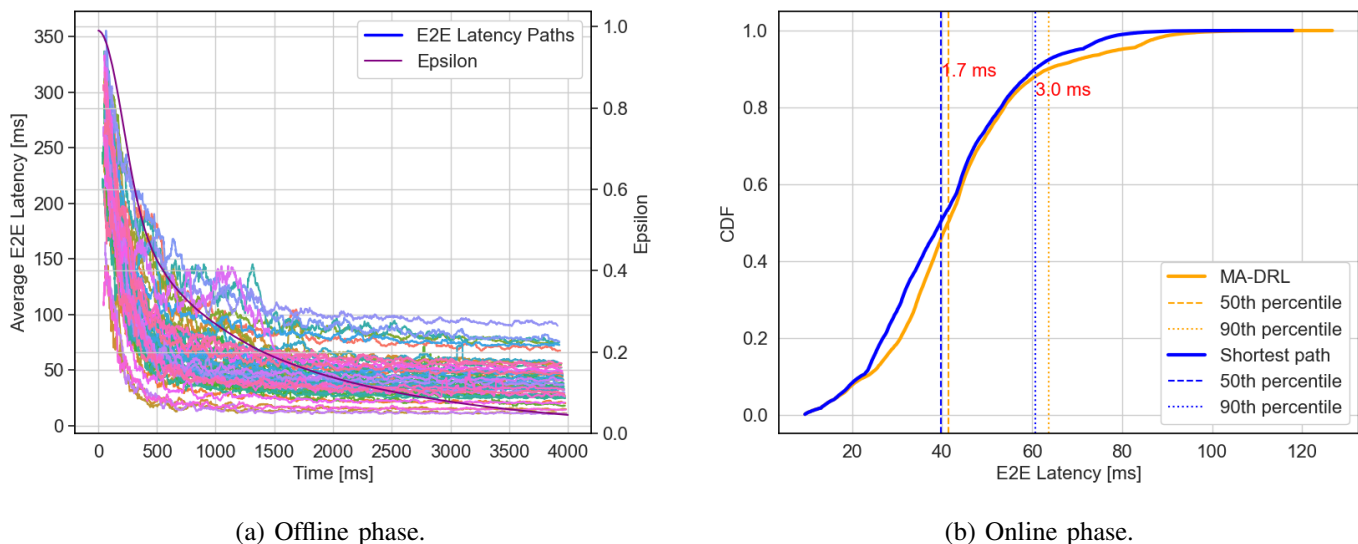 350
300
250
200
150
100
50
0
Average E2E Latency [ms]
E2E Latency Paths
Epsilon
1.0
0.8
0.6
0.4
0.2
0.0
Epsilon
0 500 1000 1500 2000 2500 3000 3500 4000
Time [ms]
(a) Offline phase.
1.0
0.8
0.6
0.4
0.2
0.0
CDF
1.7 ms
3.0 ms
MA-DRL
50th percentile
90th percentile
Shortest path
50th percentile
90th percentile
20 40 60 80 100 120
E2E Latency [ms]
(b) Online phase.